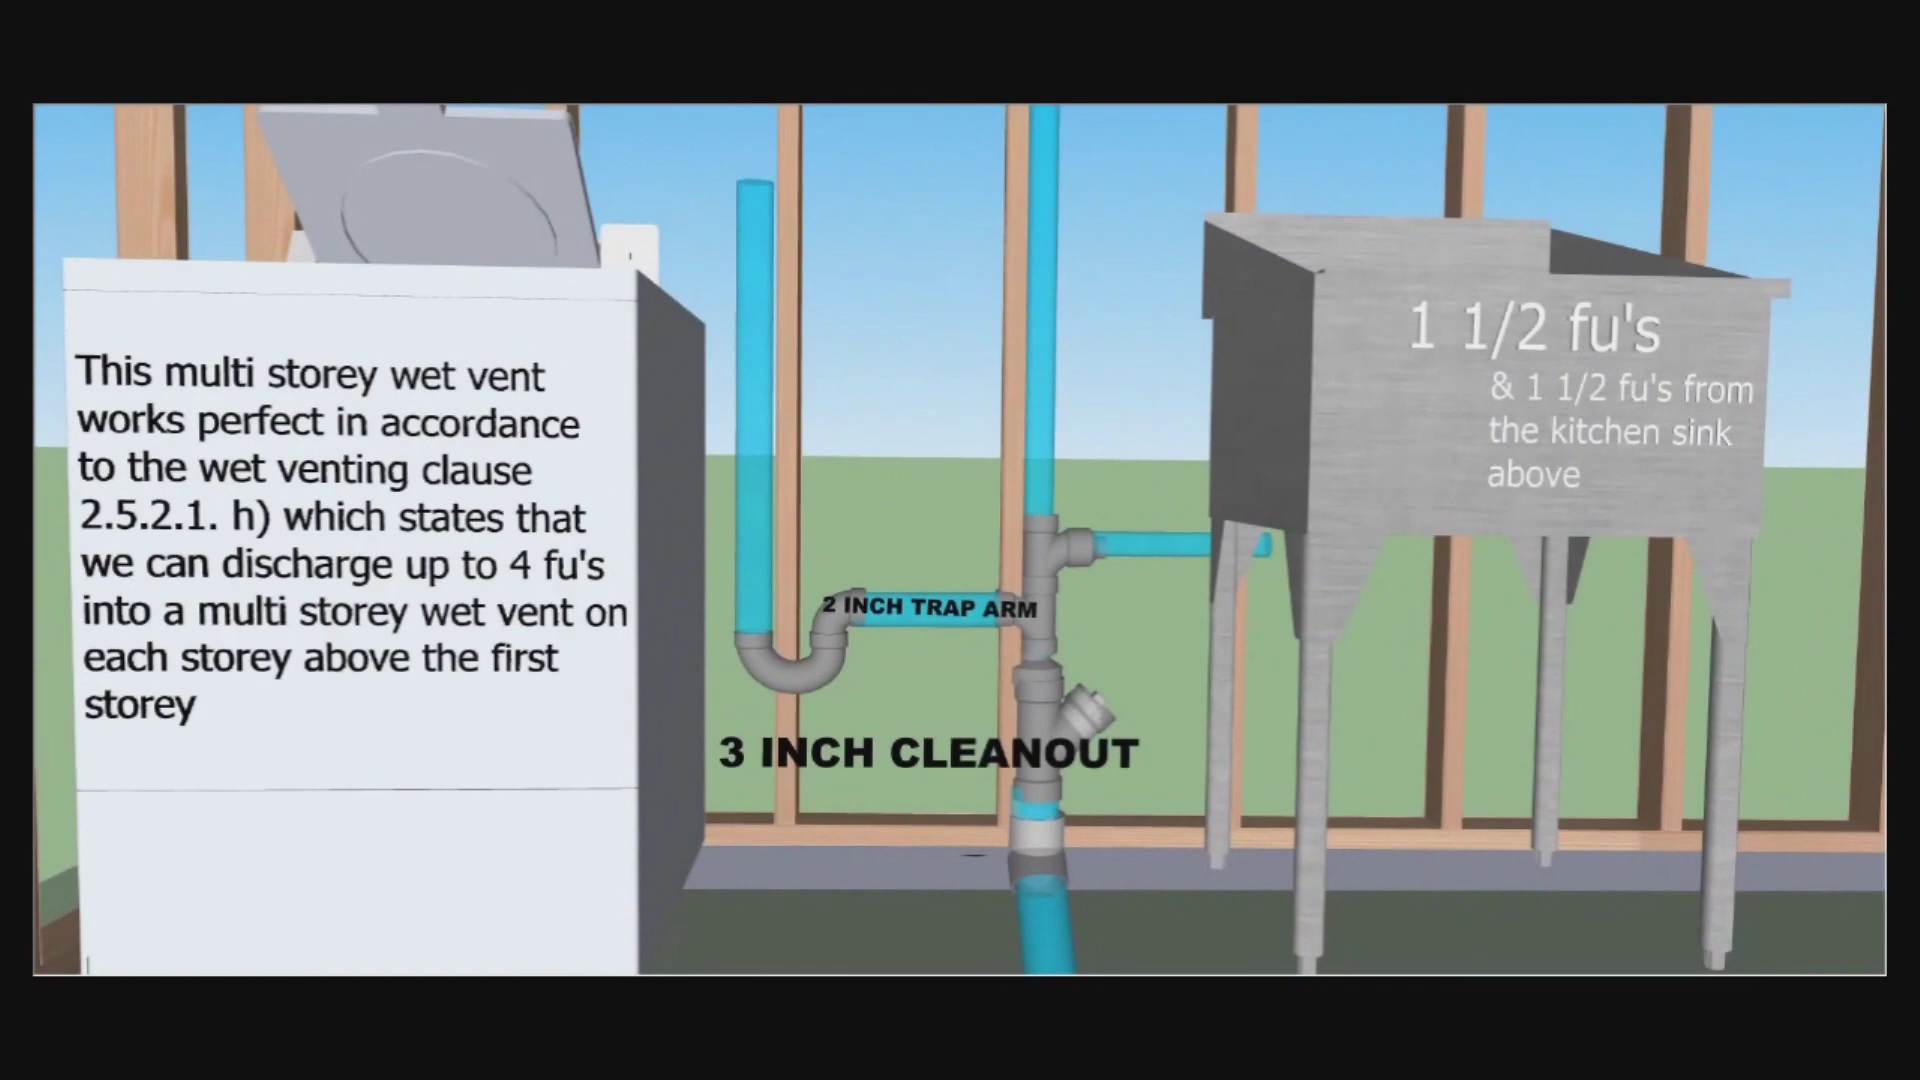 This multi storey wet vent
works perfect in accordance
to the wet venting clause
2.5.2.1. h) which states that
we can discharge up to 4 fu's
into a multi storey wet vent on
each storey above the first
storey
2 INCH TRAP ARM
3 INCH CLEANOUT
1 1/2 fu's
& 1 1/2 fu's from
the kitchen sink
above